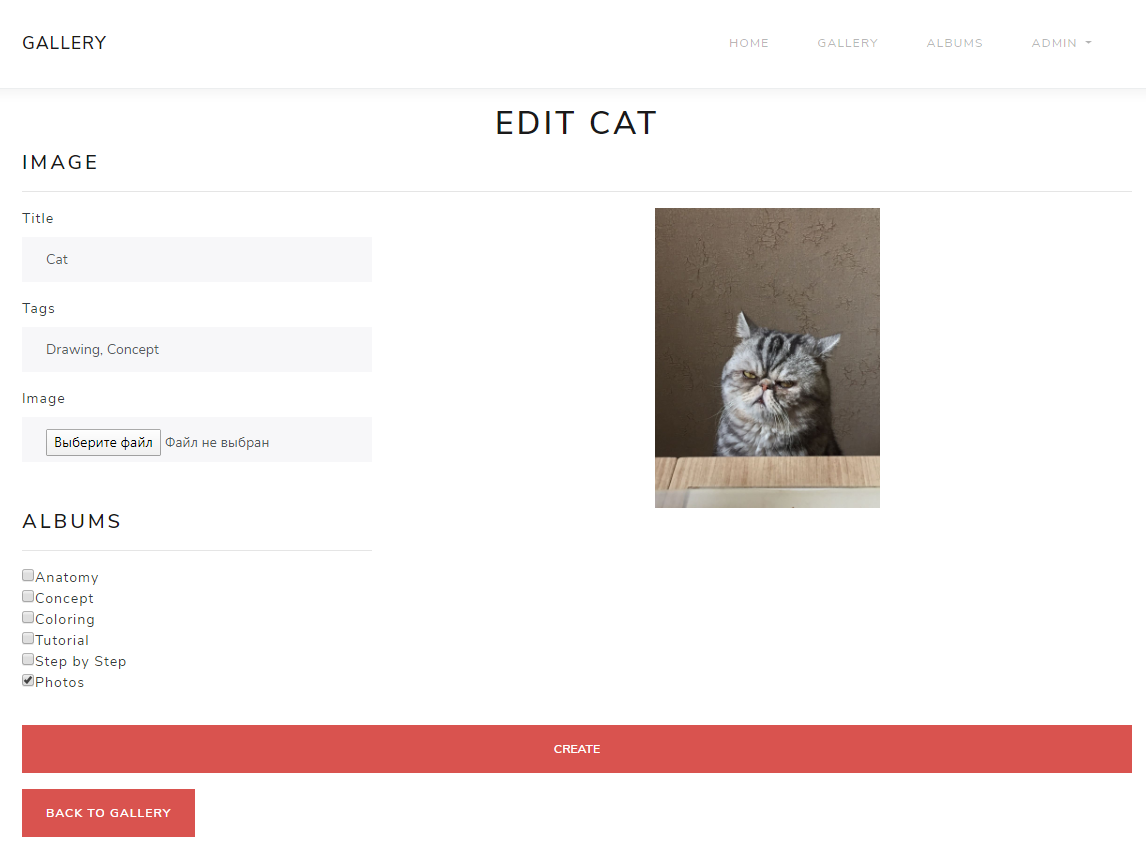 GALLERY
HOME GALLERY ALBUMS ADMIN
EDIT CAT
IMAGE
Title
Cat
Tags
Drawing, Concept
Image
Выберите файл Файл не выбран
ALBUMS
Anatomy
Concept
Coloring
Tutorial
Step by Step
Photos
CREATE
BACK TO GALLERY